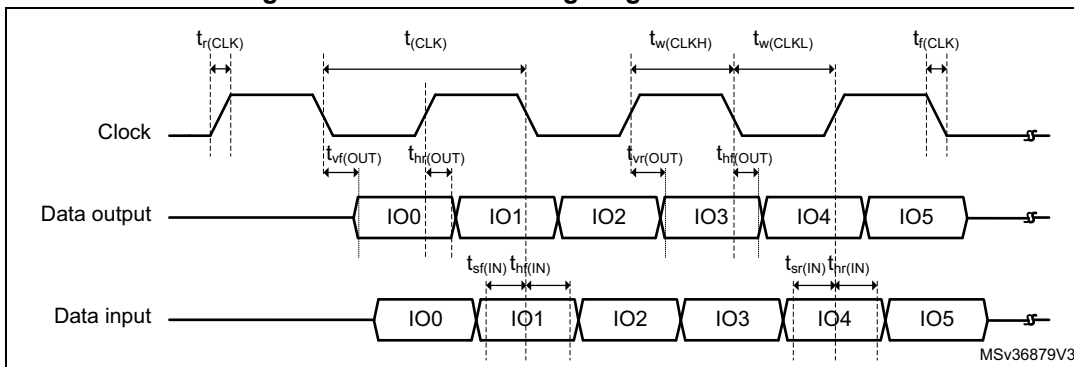 tr(CLK) t(CLK) tw(CLKH) tw(CLKL) tf(CLK)
Clock
tvf(OUT) thr(OUT) tvr(OUT) thf(OUT)
Data output IO0 IO1 IO2 IO3 IO4 IO5
tsf(IN) thf(IN) tsr(IN) thr(IN)
Data input IO0 IO1 IO2 IO3 IO4 IO5
MSv36879V3